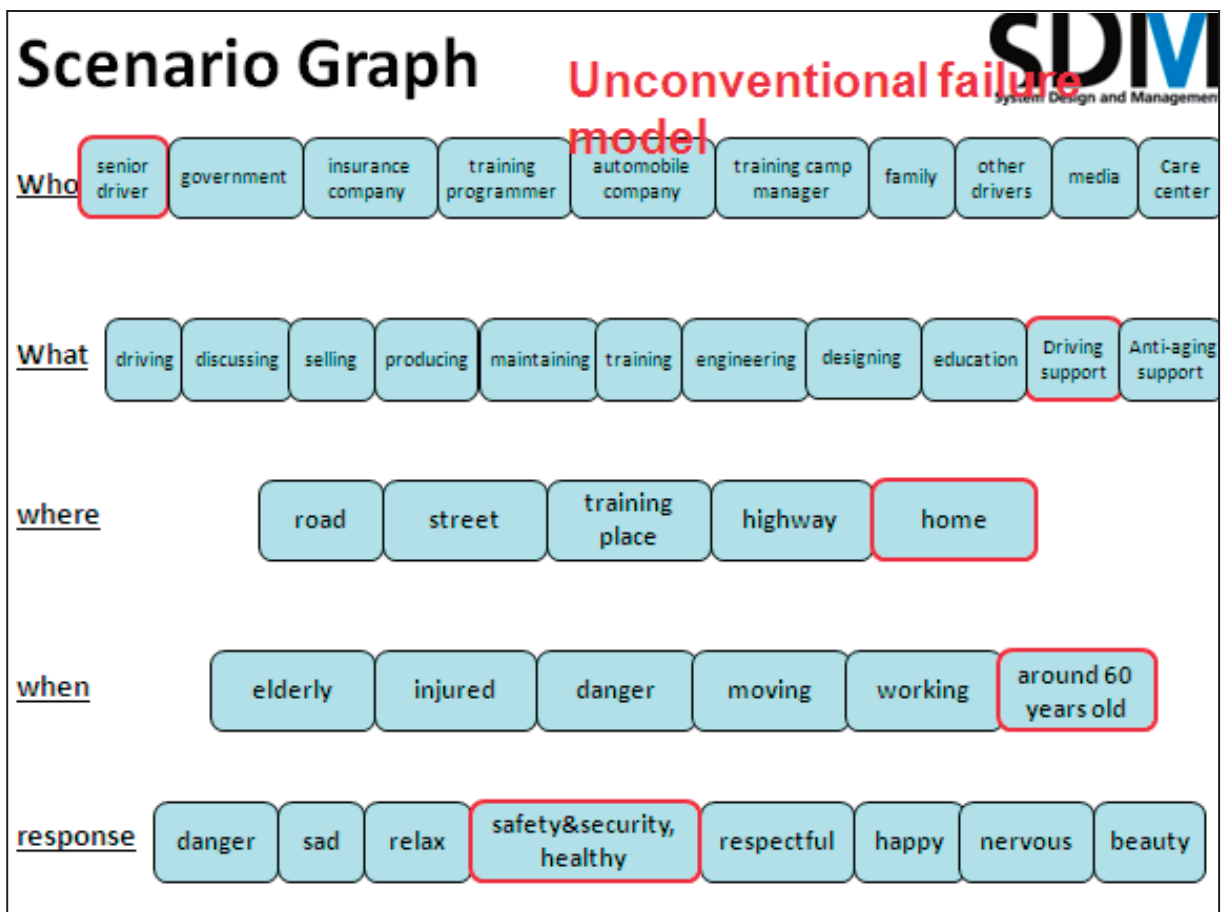 Scenario Graph
SDM
System Design and Management
Unconventional failure
model
Who
senior
driver
government
insurance
company
training
programmer
automobile
company
training camp
manager
family
other
drivers
media
Care
center
What
driving
discussing
selling
producing
maintaining
training
engineering
designing
education
Driving
support
Anti-aging
support
where
road
street
training
place
highway
home
when
elderly
injured
danger
moving
working
around 60
years old
response
danger
sad
relax
safety&security,
healthy
respectful
happy
nervous
beauty